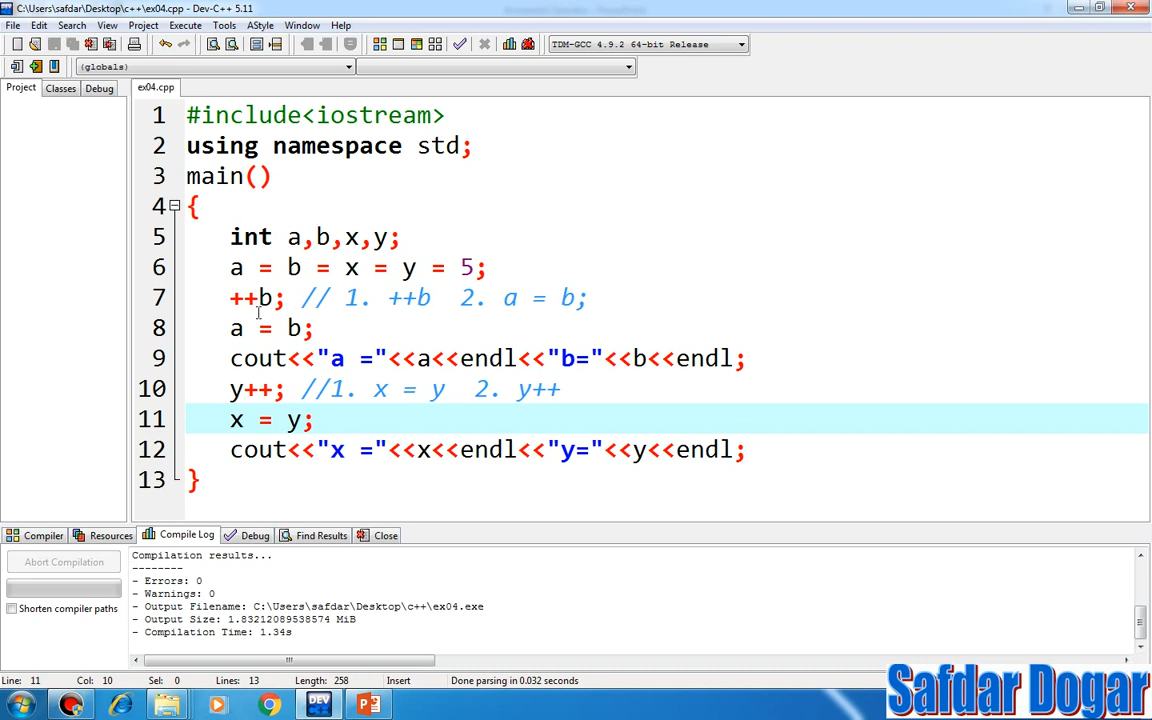 C:\Users\safdar\Desktop\c++\ex04.cpp - Dev-C++ 5.11
File Edit Search View Project Execute Tools AStyle Window Help
TDM-GCC 4.9.2 64-bit Release
(globals)
Project Classes Debug ex04.cpp
1 #include<iostream>
2 using namespace std;
3 main()
4 {
5 int a,b,x,y;
6 a = b = x = y = 5;
7 ++b; // 1. ++b 2. a = b;
8 a = b;
9 cout<<"a ="<<a<<endl<<"b="<<b<<endl;
10 y++; //1. x = y 2. y++
11 x = y;
12 cout<<"x ="<<x<<endl<<"y="<<y<<endl;
13 }
Compiler Resources Compile Log Debug Find Results Close
Abort Compilation
Shorten compiler paths
Compilation results...
--------
- Errors: 0
- Warnings: 0
- Output Filename: C:\Users\safdar\Desktop\c++\ex04.exe
- Output Size: 1.83212089538574 MiB
- Compilation Time: 1.34s
Line: 11 Col: 10 Sel: 0 Lines: 13 Length: 258 Insert Done parsing in 0.032 seconds
DEV
Safdar Dogar